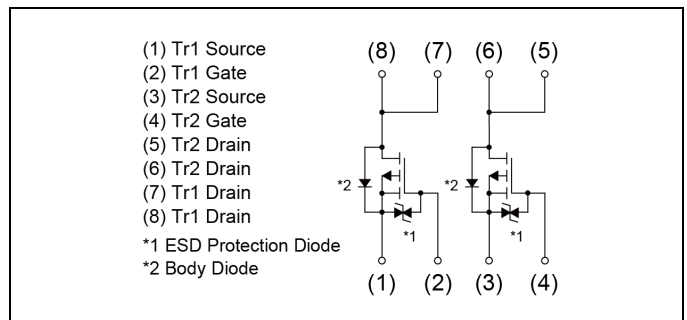 (1) Tr1 Source
(2) Tr1 Gate
(3) Tr2 Source
(4) Tr2 Gate
(5) Tr2 Drain
(6) Tr2 Drain
(7) Tr1 Drain
(8) Tr1 Drain
*1 ESD Protection Diode
*2 Body Diode
(8) (7) (6) (5)
*2 *2
*1 *1
(1) (2) (3) (4)